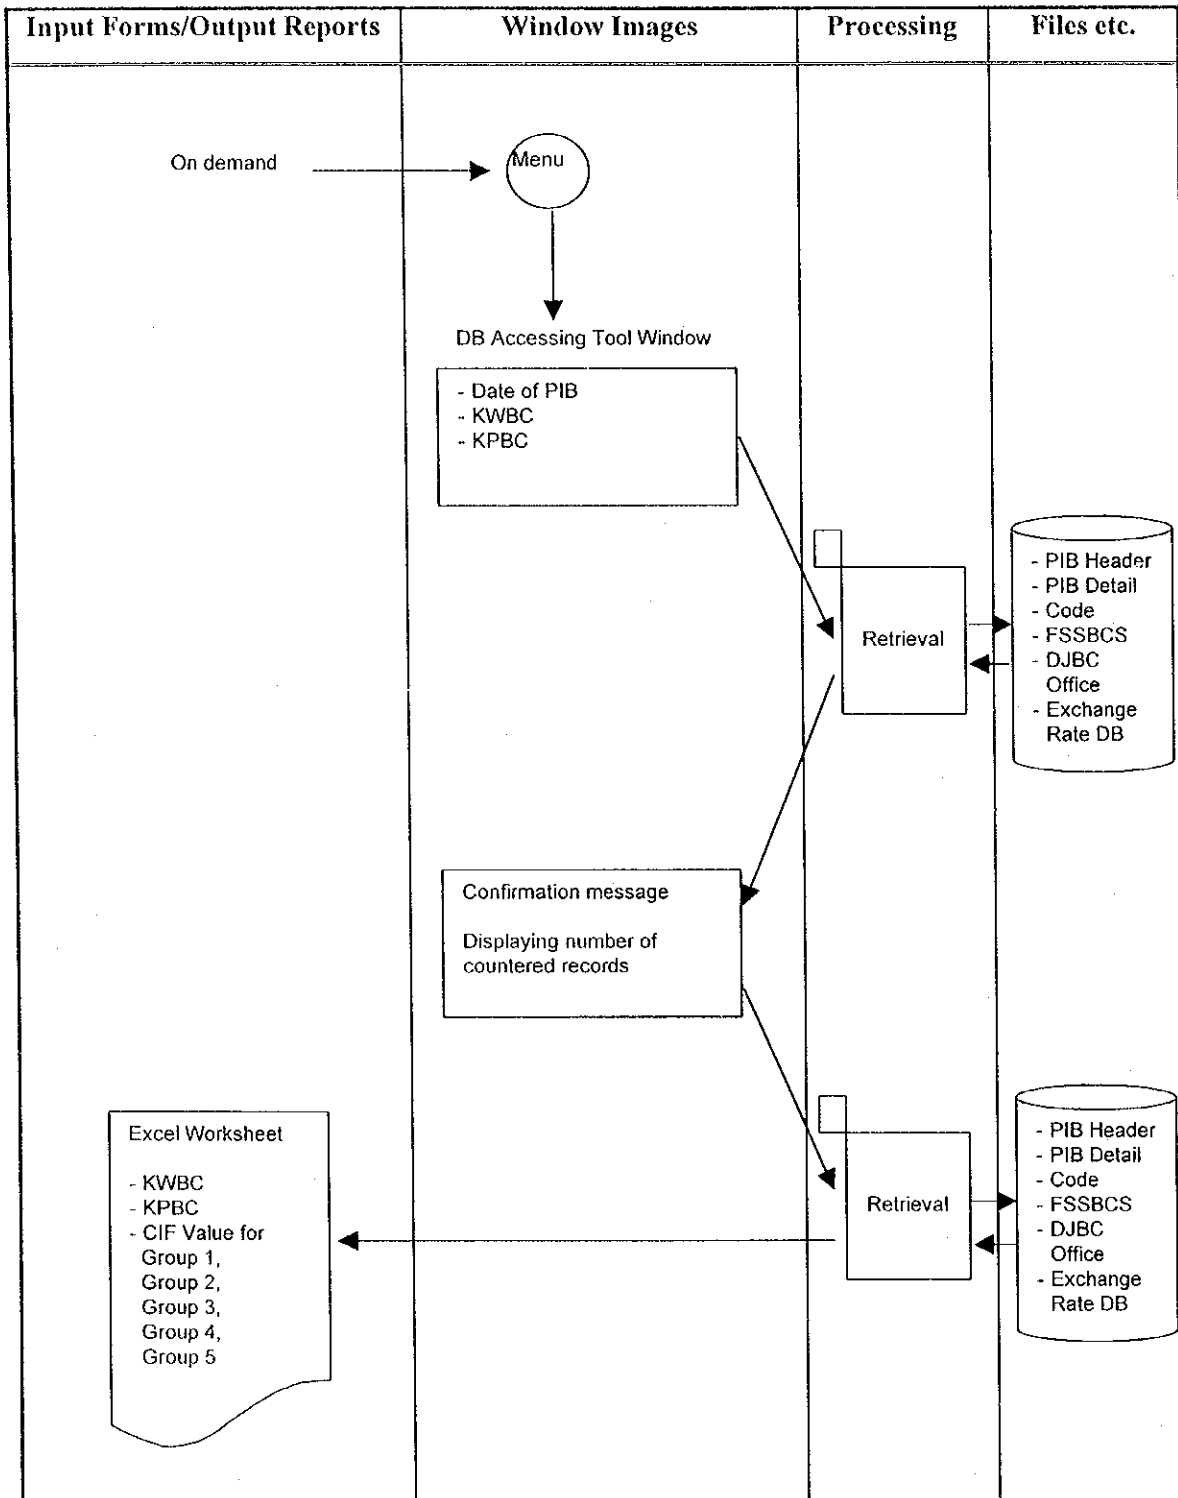 Input Forms/Output Reports
Window Images
Processing
Files etc.
On demand
Menu
DB Accessing Tool Window
- Date of PIB
- KWBC
- KPBC
Retrieval
- PIB Header
- PIB Detail
- Code
- FSSBCS
- DJBC
Office
- Exchange
Rate DB
Confirmation message
Displaying number of
countered records
Excel Worksheet
- KWBC
- KPBC
- CIF Value for
Group 1,
Group 2,
Group 3,
Group 4,
Group 5
Retrieval
- PIB Header
- PIB Detail
- Code
- FSSBCS
- DJBC
Office
- Exchange
Rate DB